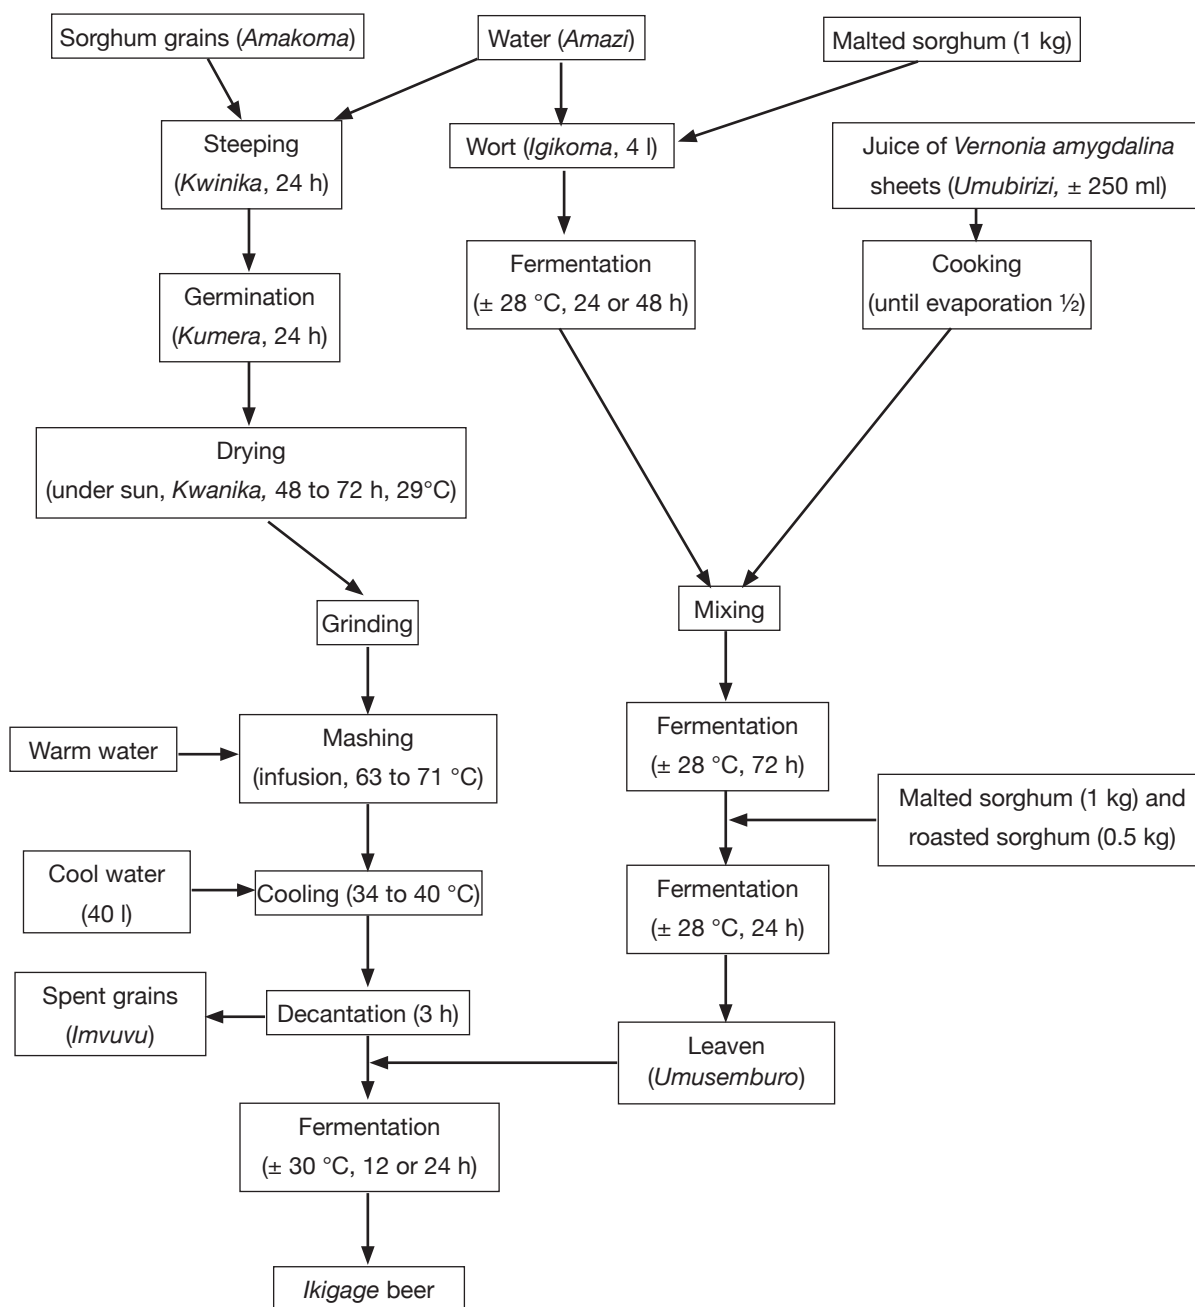 Sorghum grains (Amakoma)
Water (Amazi)
Malted sorghum (1 kg)
Steeping
(Kwinika, 24 h)
Wort (Igikoma, 4 l)
Juice of Vernonia amygdalina
sheets (Umubirizi, ± 250 ml)
Germination
(Kumera, 24 h)
Fermentation
(± 28 °C, 24 or 48 h)
Cooking
(until evaporation ½)
Drying
(under sun, Kwanika, 48 to 72 h, 29°C)
Grinding
Mixing
Warm water
Mashing
(infusion, 63 to 71 °C)
Fermentation
(± 28 °C, 72 h)
Malted sorghum (1 kg) and
roasted sorghum (0.5 kg)
Cool water
(40 l)
Cooling (34 to 40 °C)
Fermentation
(± 28 °C, 24 h)
Spent grains
(Imvuvu)
Decantation (3 h)
Leaven
(Umusemburo)
Fermentation
(± 30 °C, 12 or 24 h)
Ikigage beer